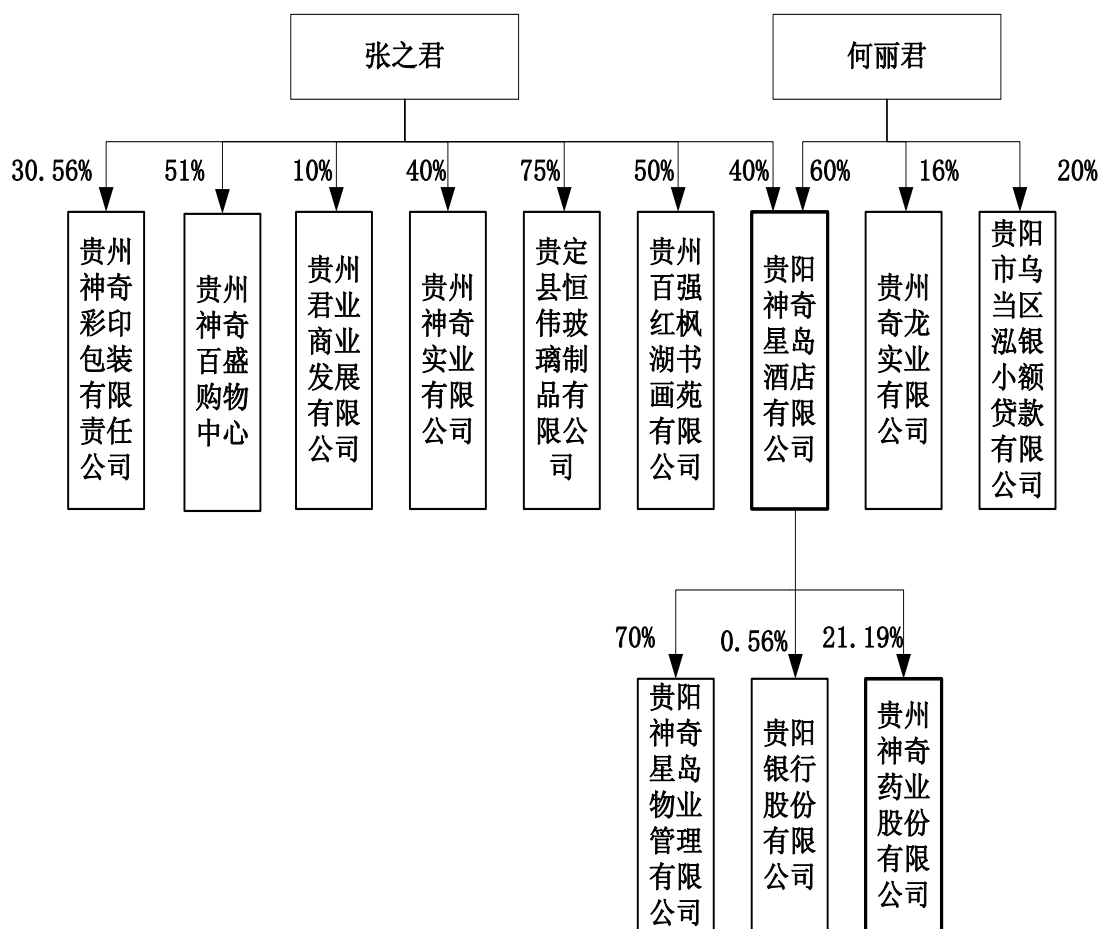 张之君
何丽君
30.56%
51%
10%
40%
75%
50%
40%
60%
16%
20%
贵州
神奇
彩印
包装
有限
责任
公司
贵州
神奇
百盛
购物
中心
贵州
君业
商业
发展
有限
公司
贵州
神奇
实业
有限
公司
贵定
县恒
伟玻
璃制
品有
限公
司
贵州
百强
红枫
湖书
画苑
有限
公司
贵阳
神奇
星岛
酒店
有限
公司
贵州
奇龙
实业
有限
公司
贵阳
市乌
当区
泓银
小额
贷款
有限
公司
70%
0.56%
21.19%
贵阳
神奇
星岛
物业
管理
有限
公司
贵阳
银行
股份
有限
公司
贵州
神奇
药业
股份
有限
公司